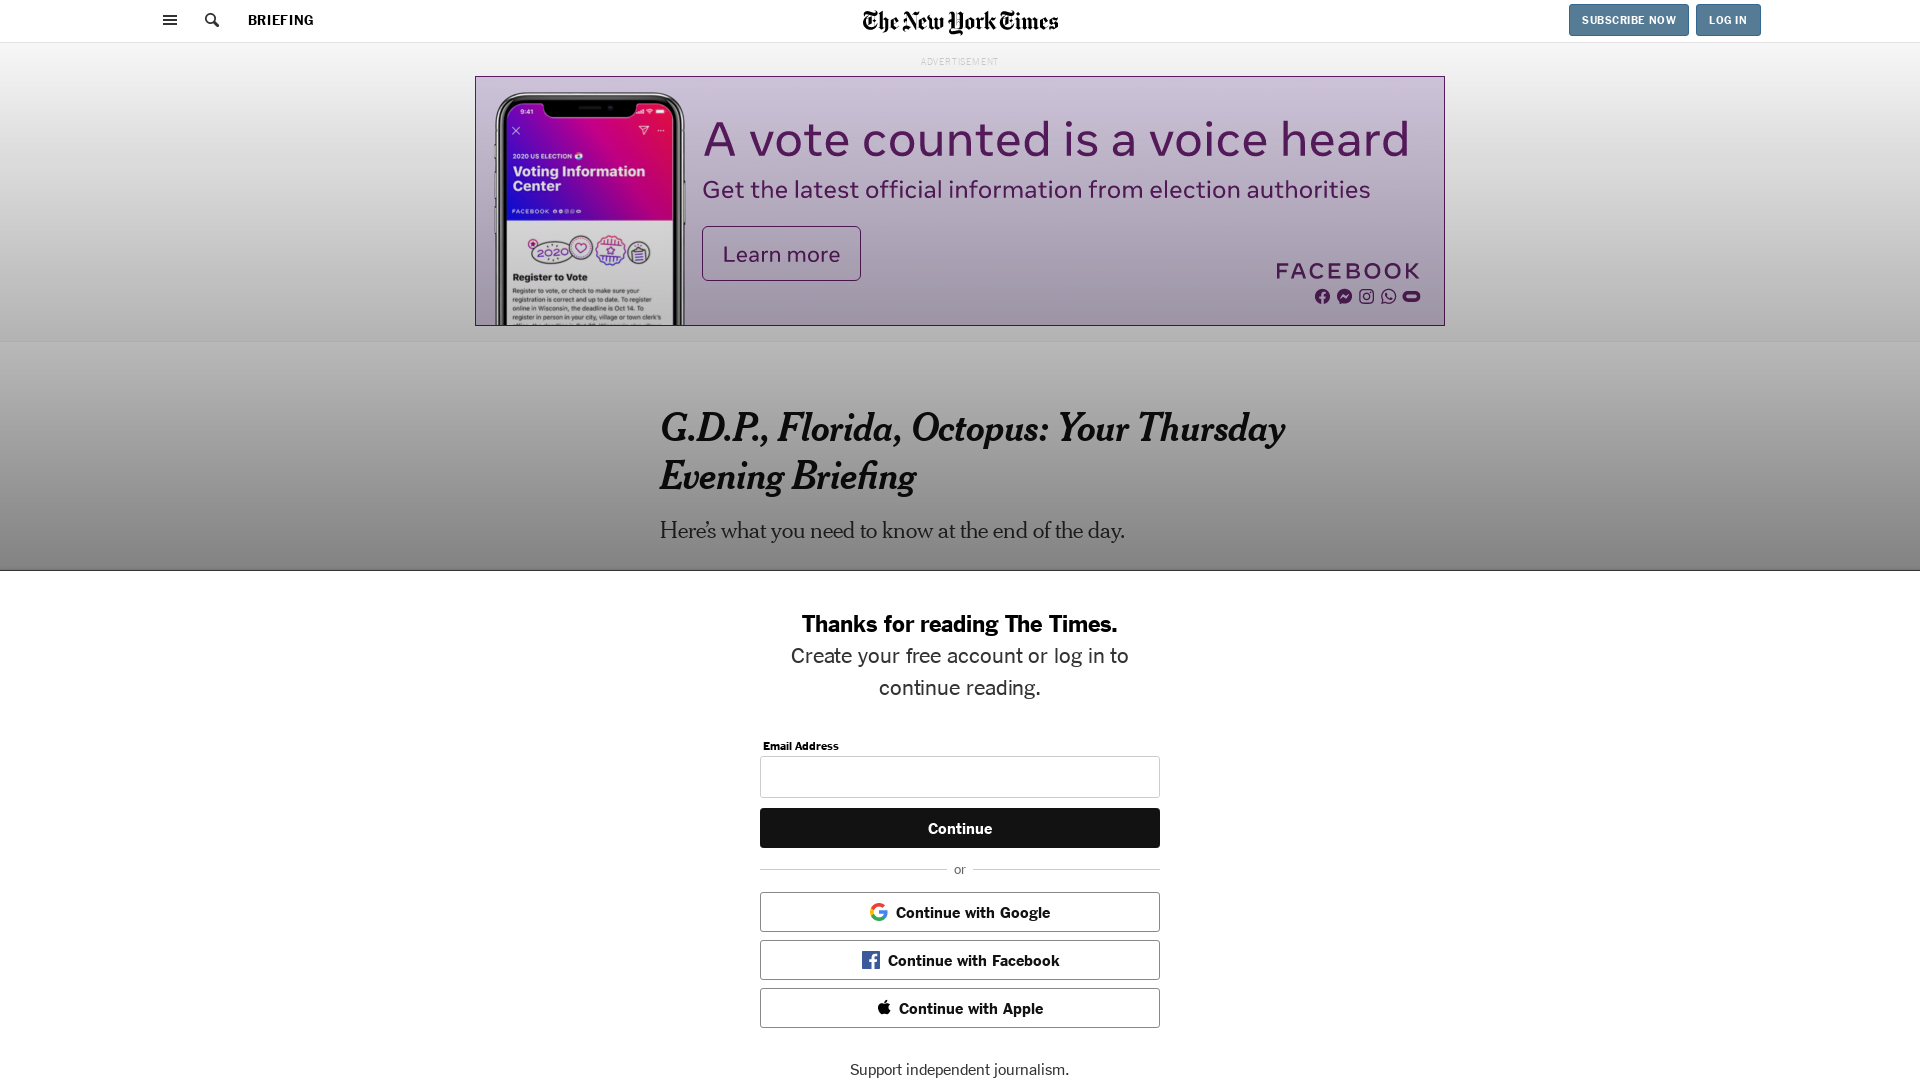 BRIEFING
The New York Times
SUBSCRIBE NOW
LOG IN
ADVERTISEMENT
9:41
2020 US ELECTION
Voting Information
Center
FACEBOOK
2020
Register to Vote
Register to vote, or check to make sure your
registration is correct and up to date. To register
online in Wisconsin, the deadline is Oct 14. To
register in person in your city, village or town clerk's
A vote counted is a voice heard
Get the latest official information from election authorities
Learn more
FACEBOOK
G.D.P., Florida, Octopus: Your Thursday
Evening Briefing
Here’s what you need to know at the end of the day.
Thanks for reading The Times.
Create your free account or log in to
continue reading.
Email Address
Continue
or
Continue with Google
Continue with Facebook
Continue with Apple
Support independent journalism.